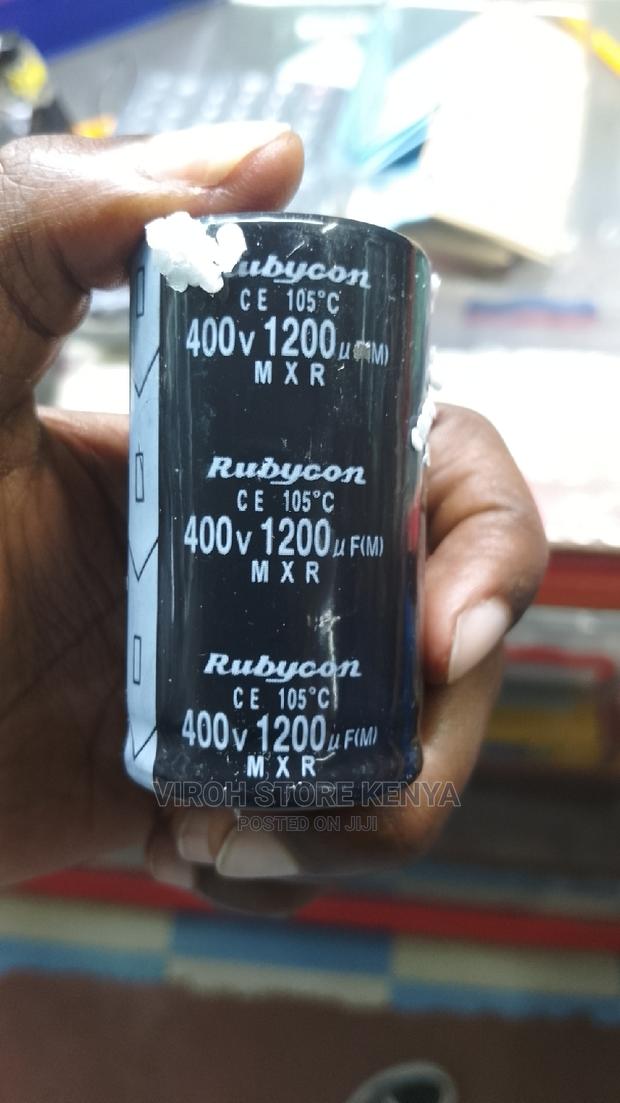 Rubycon
CE 105°C
400v 1200µ (M)
MXR
Rubycon
CE 105°C
400v 1200µF(M)
MXR
Rubycon
CE 105°C
400v 1200µF(M)
MXR
VIROH STORE KENYA
POSTED ON JIJI